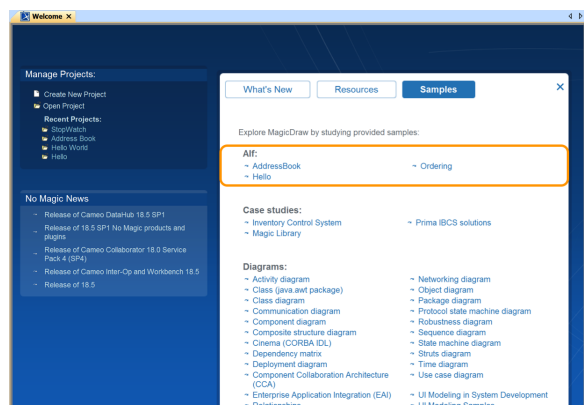 Welcome
Manage Projects:
Create New Project
Open Project
Recent Projects:
StopWatch
Address Book
Hello World
Hello
No Magic News
~ Release of Cameo DataHub 18.5 SP1
~ Release of 18.5 SP1 No Magic products and
plugins
~ Release of Cameo Collaborator 18.0 Service
Pack 4 (SP4)
~ Release of Cameo Inter-Op and Workbench 18.5
~ Release of 18.5
What's New Resources Samples
Explore MagicDraw by studying provided samples:
Alf:
~ AddressBook ~ Ordering
~ Hello
Case studies:
~ Inventory Control System ~ Prima IBCS solutions
~ Magic Library
Diagrams:
~ Activity diagram ~ Networking diagram
~ Class (java.awt package) ~ Object diagram
~ Class diagram ~ Package diagram
~ Communication diagram ~ Protocol state machine diagram
~ Component diagram ~ Robustness diagram
~ Composite structure diagram ~ Sequence diagram
~ Cinema (CORBA IDL) ~ State machine diagram
~ Dependency matrix ~ Struts diagram
~ Deployment diagram ~ Time diagram
~ Component Collaboration Architecture ~ Use case diagram
(CCA)
~ Enterprise Application Integration (EAI) ~ UI Modeling in System Development
~ Relationships ~ UI Modeling Samples